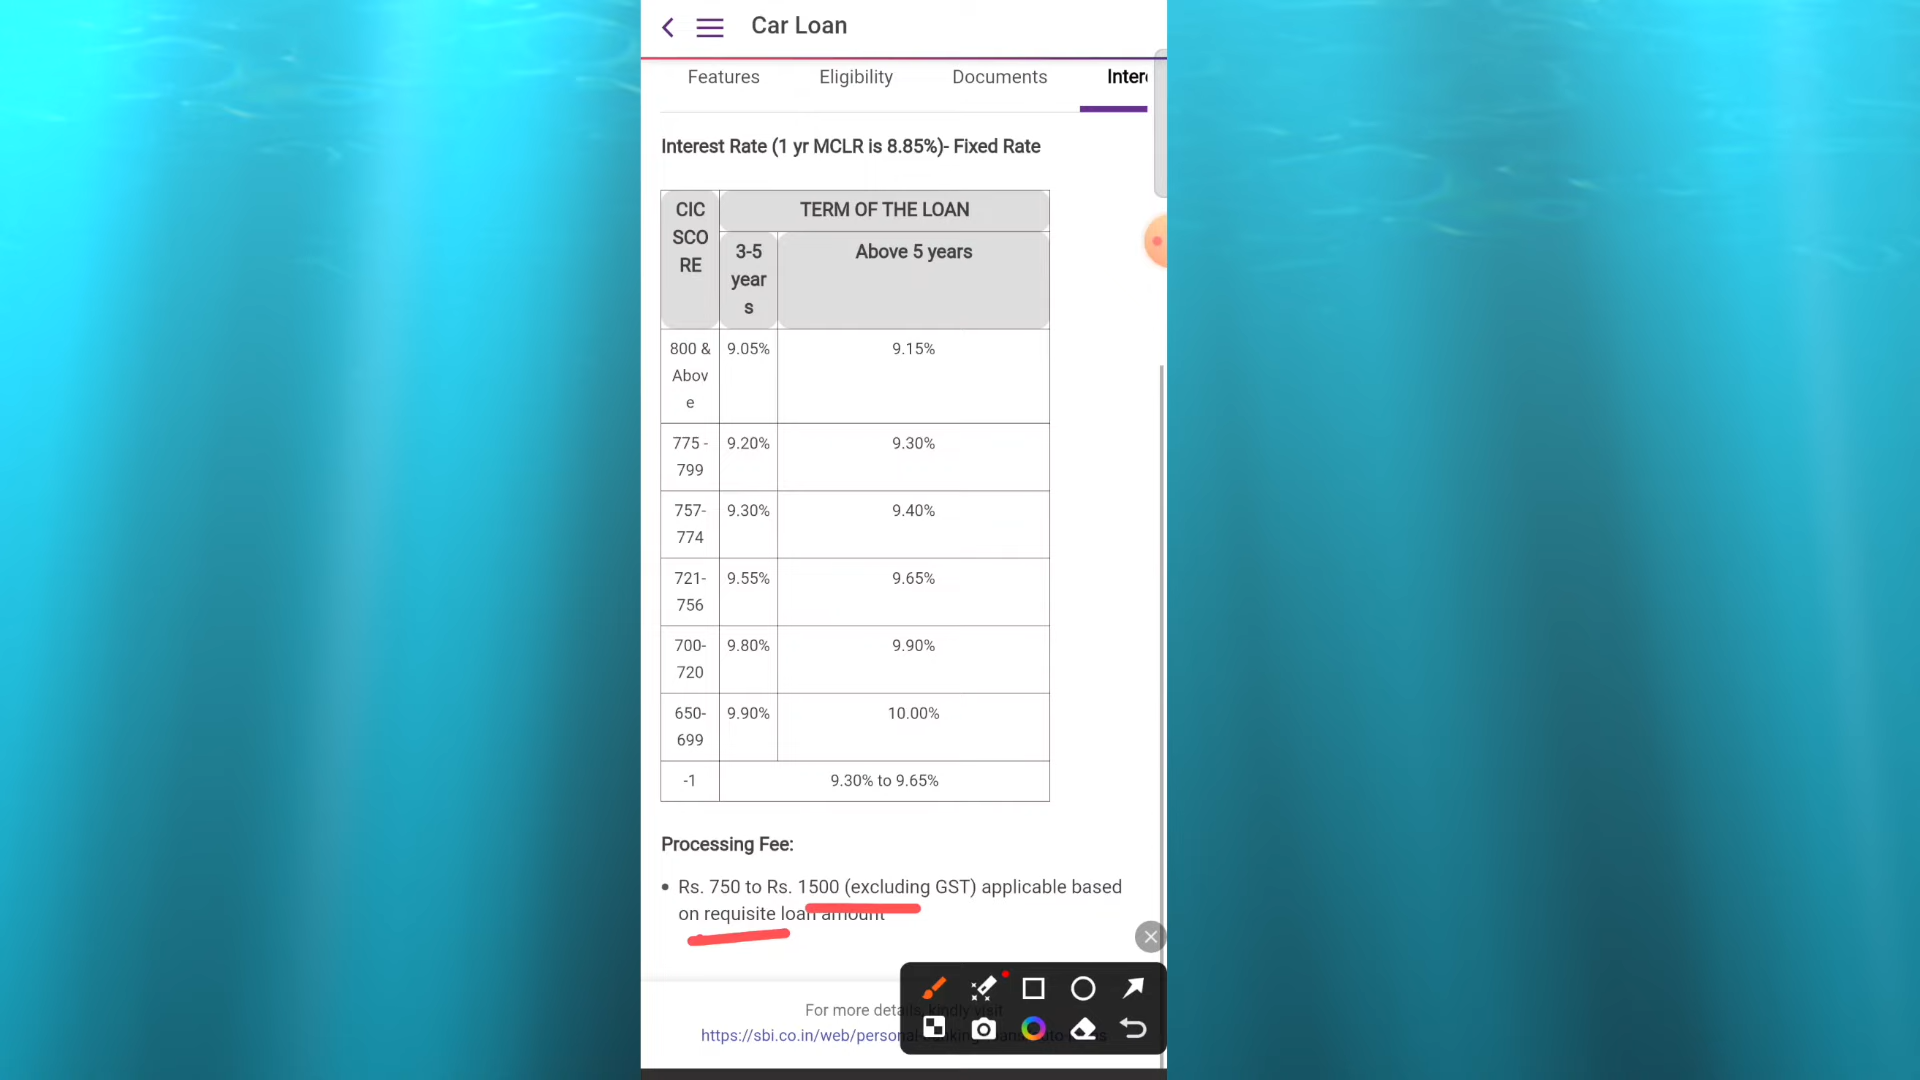 Car Loan
Features Eligibility Documents Inter
Interest Rate (1 yr MCLR is 8.85%)- Fixed Rate
CIC SCO RE TERM OF THE LOAN
3-5 year s Above 5 years
800 & Abov e 9.05% 9.15%
775 - 799 9.20% 9.30%
757- 774 9.30% 9.40%
721- 756 9.55% 9.65%
700- 720 9.80% 9.90%
650- 699 9.90% 10.00%
-1 9.30% to 9.65%
Processing Fee:
• Rs. 750 to Rs. 1500 (excluding GST) applicable based
on requisite loan amount
For more details, kindly visit
https://sbi.co.in/web/personal